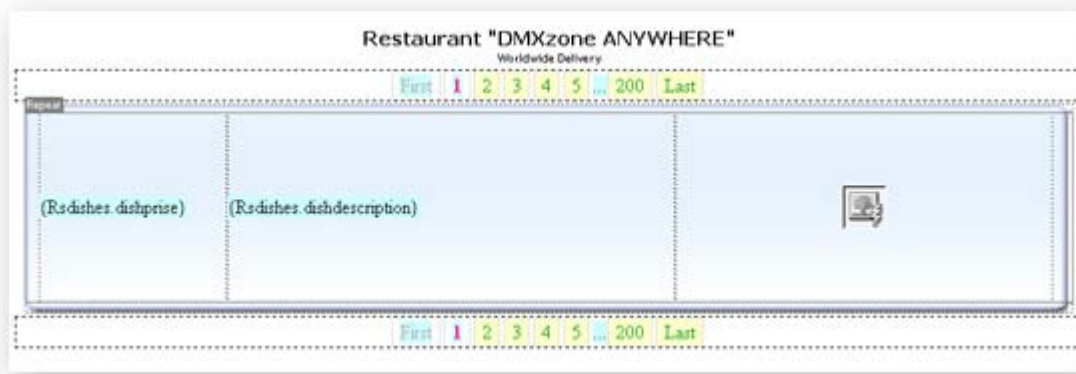 Restaurant "DMXzone ANYWHERE"
Worldwide Delivery
First 1 2 3 4 5 ... 200 Last
Repeat
(Rsdishes.dishprise) (Rsdishes.dishdescription)
First 1 2 3 4 5 ... 200 Last